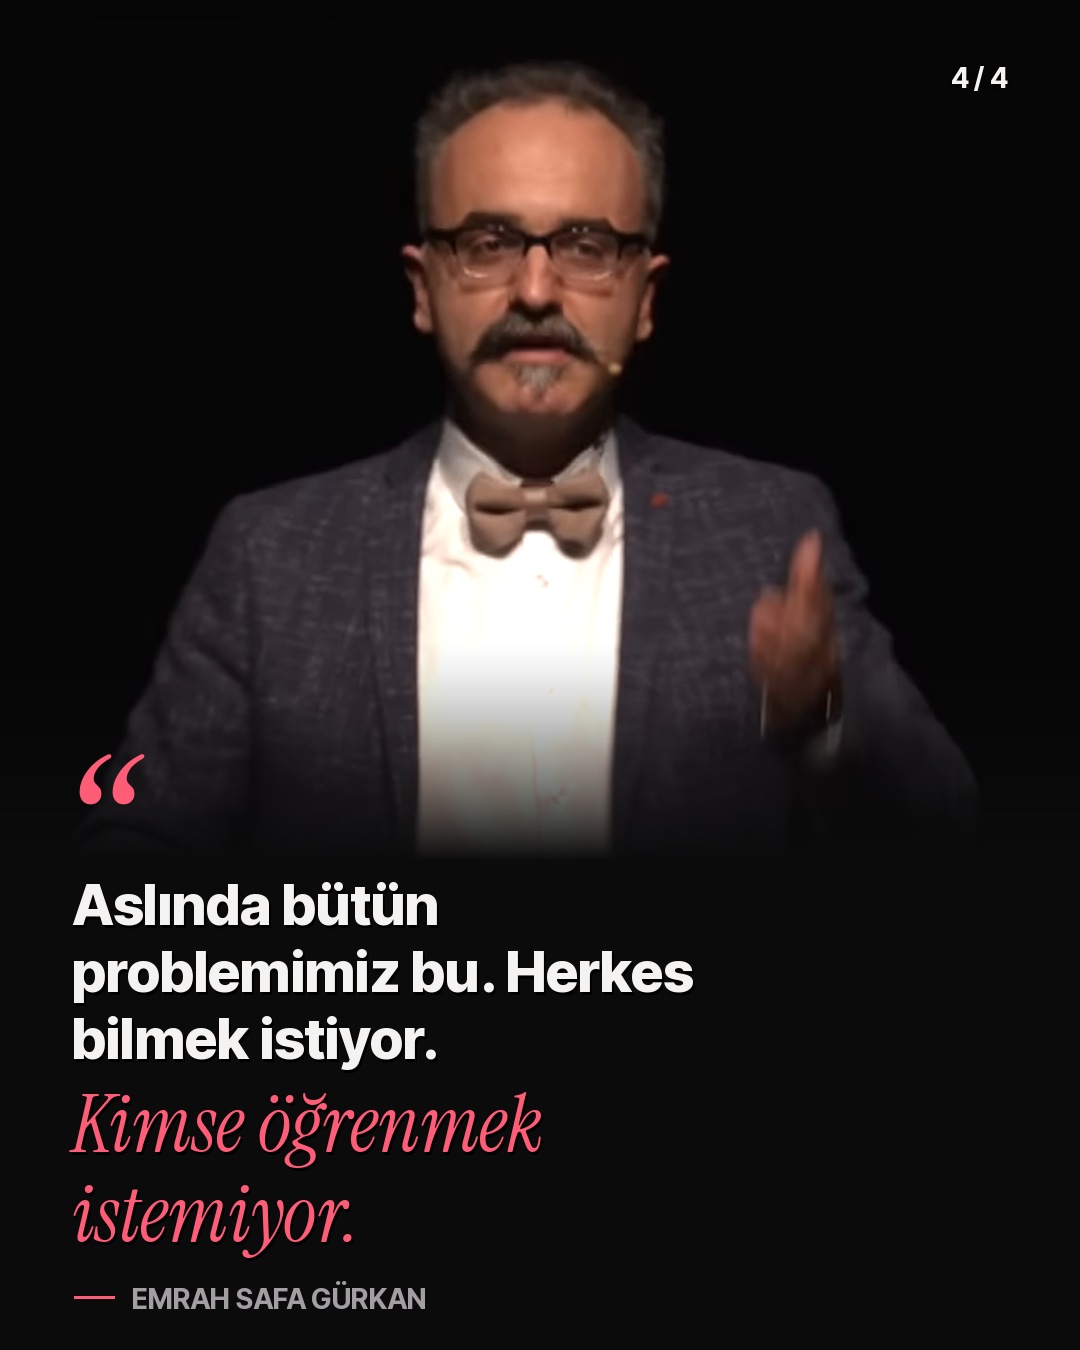 4/4
“
Aslında bütün
problemimiz bu. Herkes
bilmek istiyor.
Kimse öğrenmek
istemiyor.
— EMRAH SAFA GÜRKAN